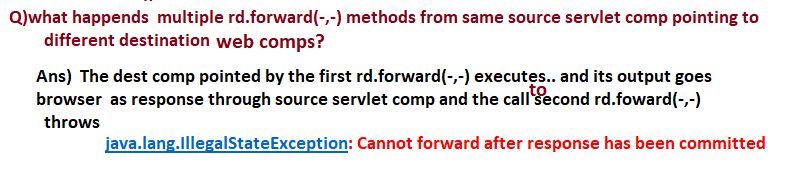 Q)what happends multiple rd.forward(-,-) methods from same source servlet comp pointing to
different destination web comps?
Ans) The dest comp pointed by the first rd.forward(-,-) executes.. and its output goes
browser as response through source servlet comp and the call to second rd.foward(-,-)
throws
java.lang.IllegalStateException: Cannot forward after response has been committed